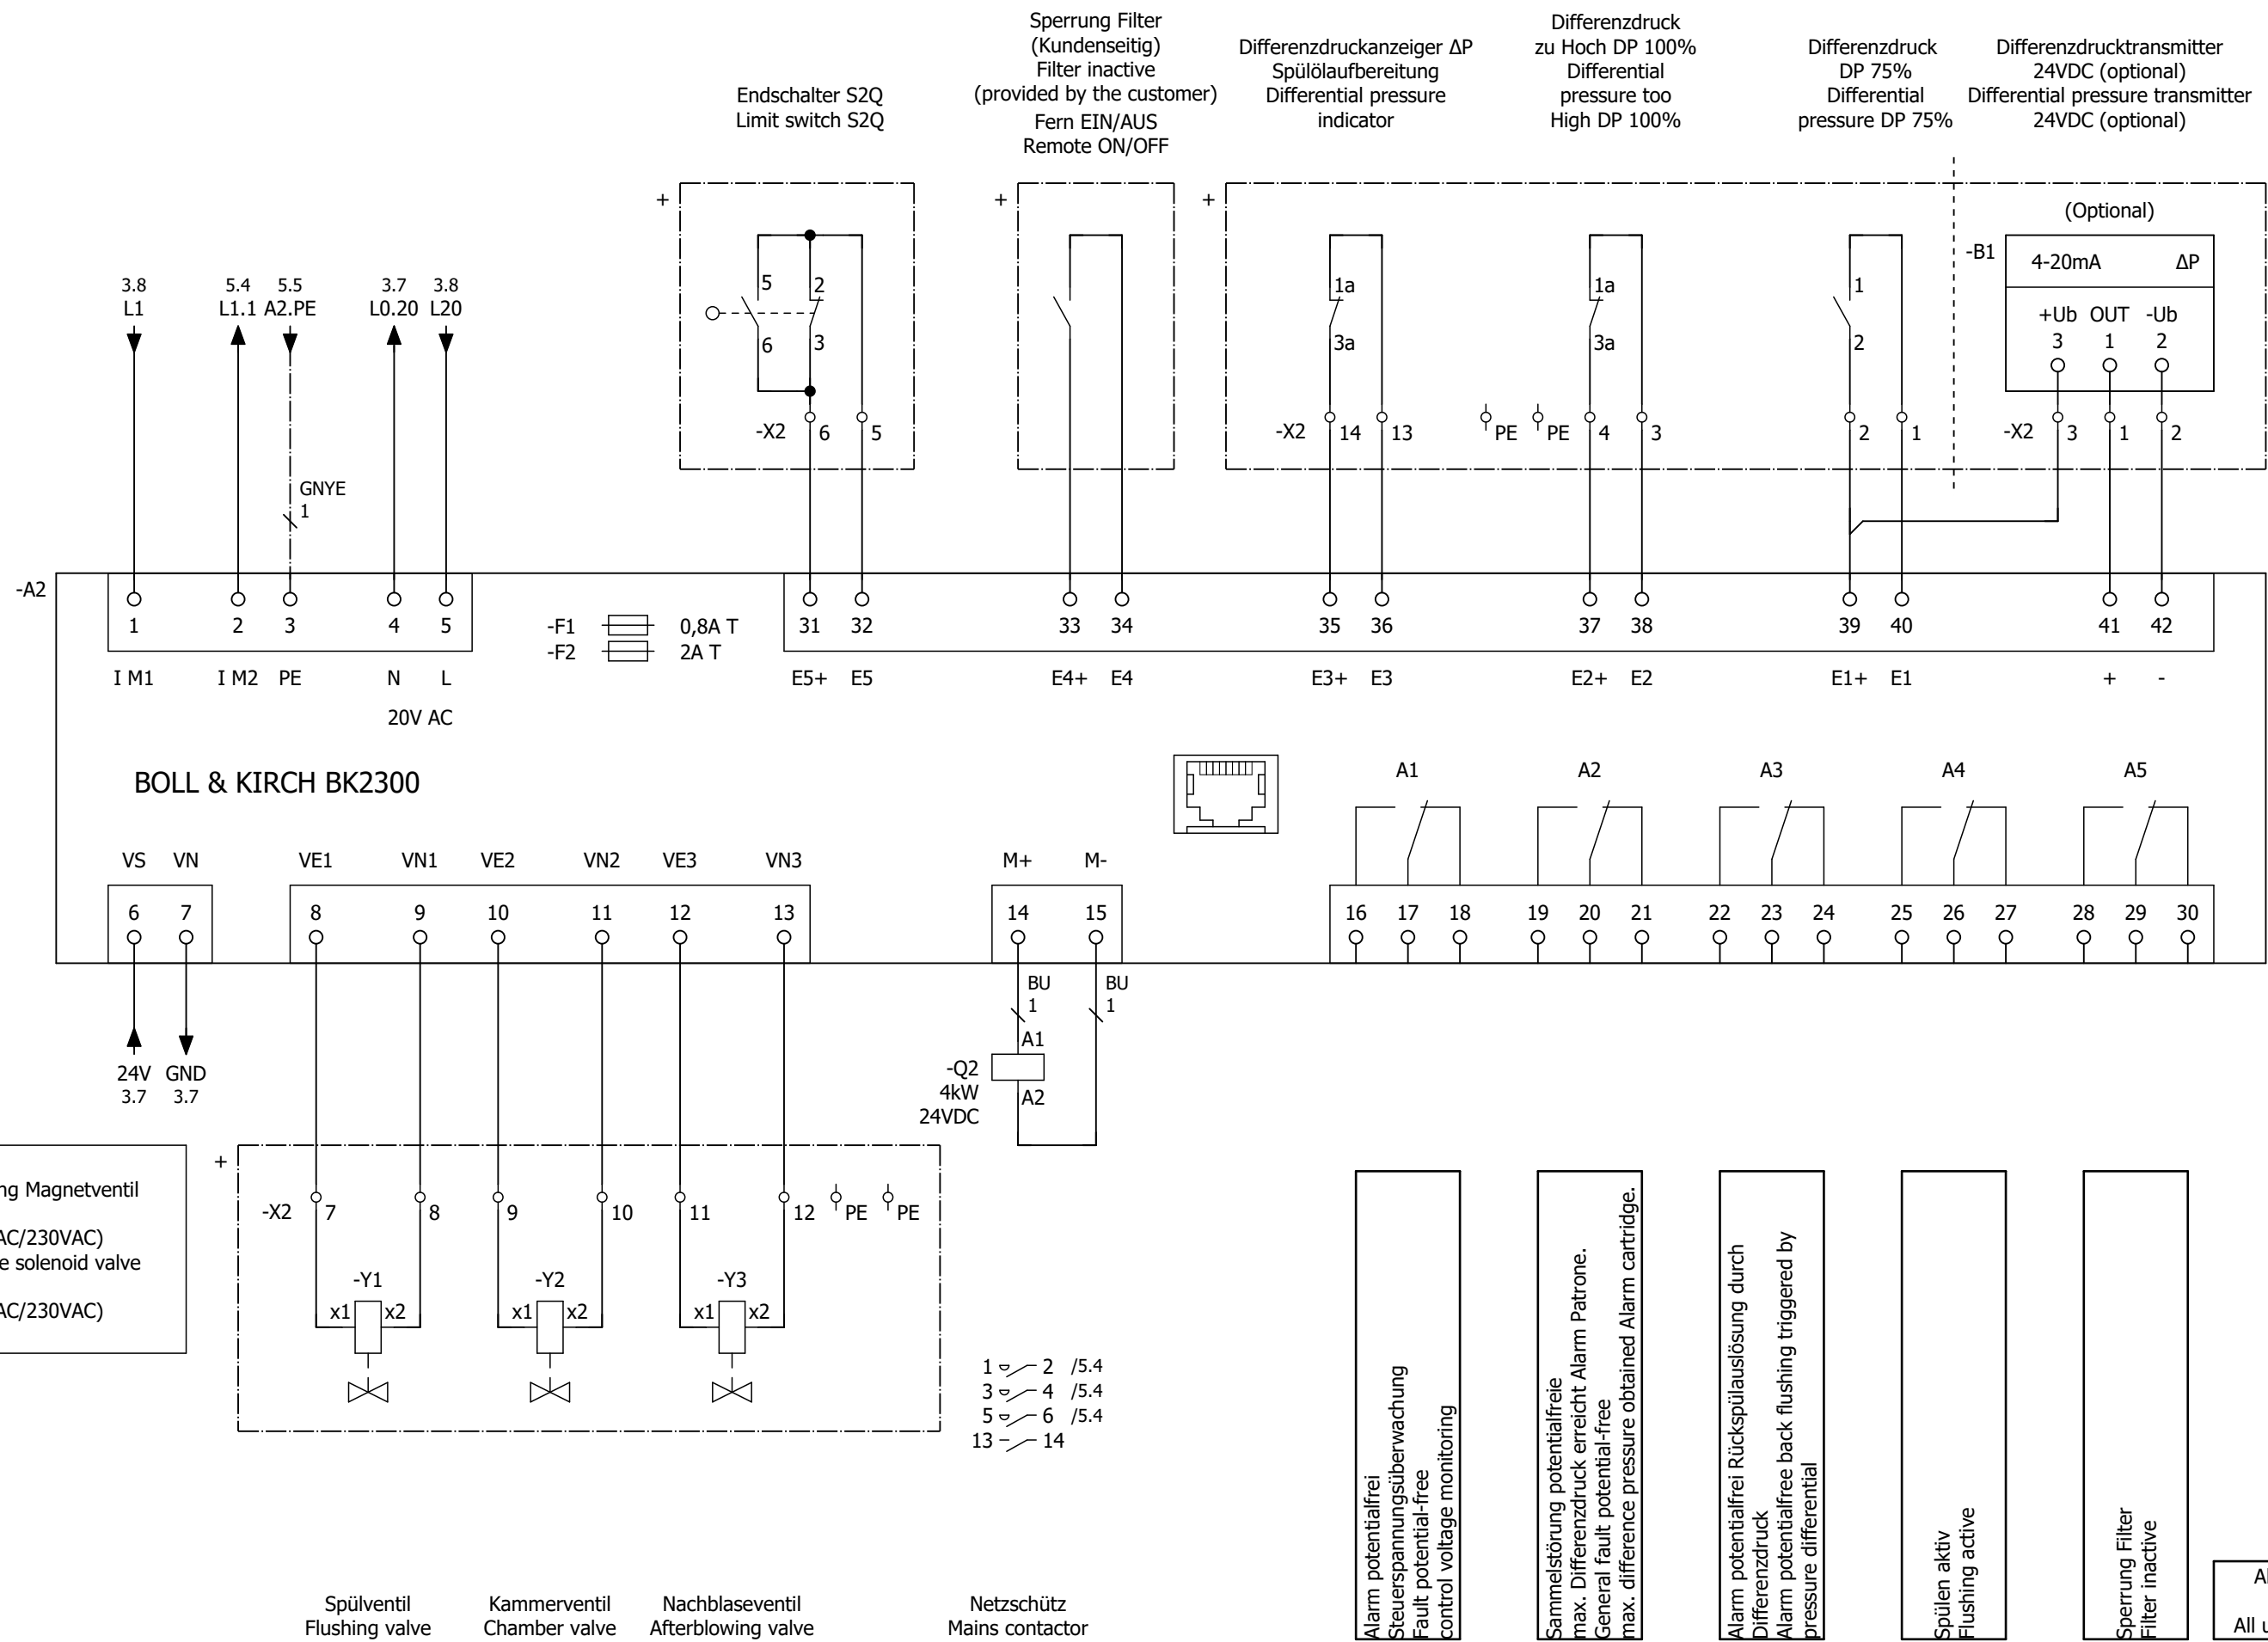 Endschalter S2Q
Limit switch S2Q
Sperrung Filter
(Kundenseitig)
Filter inactive
(provided by the customer)
Fern EIN/AUS
Remote ON/OFF
Differenzdruckanzeiger ΔP
Spülölaufbereitung
Differential pressure
indicator
Differenzdruck
zu Hoch DP 100%
Differential
pressure too
High DP 100%
Differenzdruck
DP 75%
Differential
pressure DP 75%
Differenzdrucktransmitter
24VDC (optional)
Differential pressure transmitter
24VDC (optional)
+ + +
(Optional)
-B1
4-20mA ΔP
+Ub OUT -Ub
3 1 2
3.8 5.4 5.5 3.7 3.8
L1 L1.1 A2.PE L0.20 L20
5 2
6 3
1a
3a
1a
3a
1
2
-X2 6 5
-X2 14 13
PE PE 4 3
2 1
-X2 3 1 2
GNYE
1
-A2
1 2 3 4 5
I M1 I M2 PE N L
20V AC
-F1 0,8A T
-F2 2A T
31 32 33 34 35 36 37 38 39 40 41 42
E5+ E5 E4+ E4 E3+ E3 E2+ E2 E1+ E1 + -
BOLL & KIRCH BK2300
A1 A2 A3 A4 A5
VS VN VE1 VN1 VE2 VN2 VE3 VN3 M+ M-
6 7 8 9 10 11 12 13 14 15
16 17 18 19 20 21 22 23 24 25 26 27 28 29 30
24V GND
3.7 3.7
BU BU
1 1
A1
-Q2
4kW
24VDC
A2
ng Magnetventil
AC/230VAC)
e solenoid valve
AC/230VAC)
+
-X2 7 8 9 10 11 12 PE PE
-Y1 -Y2 -Y3
x1 x2 x1 x2 x1 x2
1 2 /5.4
3 4 /5.4
5 6 /5.4
13 14
Spülventil
Flushing valve
Kammerventil
Chamber valve
Nachblaseventil
Afterblowing valve
Netzschütz
Mains contactor
Alarm potentialfrei
Steuerspannungsüberwachung
Fault potential-free
control voltage monitoring
Sammelstörung potentialfreie
max. Differenzdruck erreicht Alarm Patrone.
General fault potential-free
max. difference pressure obtained Alarm cartridge.
Alarm potentialfrei Rückspülauslösung durch
Differenzdruck
Alarm potentialfree back flushing triggered by
pressure differential
Spülen aktiv
Flushing active
Sperrung Filter
Filter inactive
All u